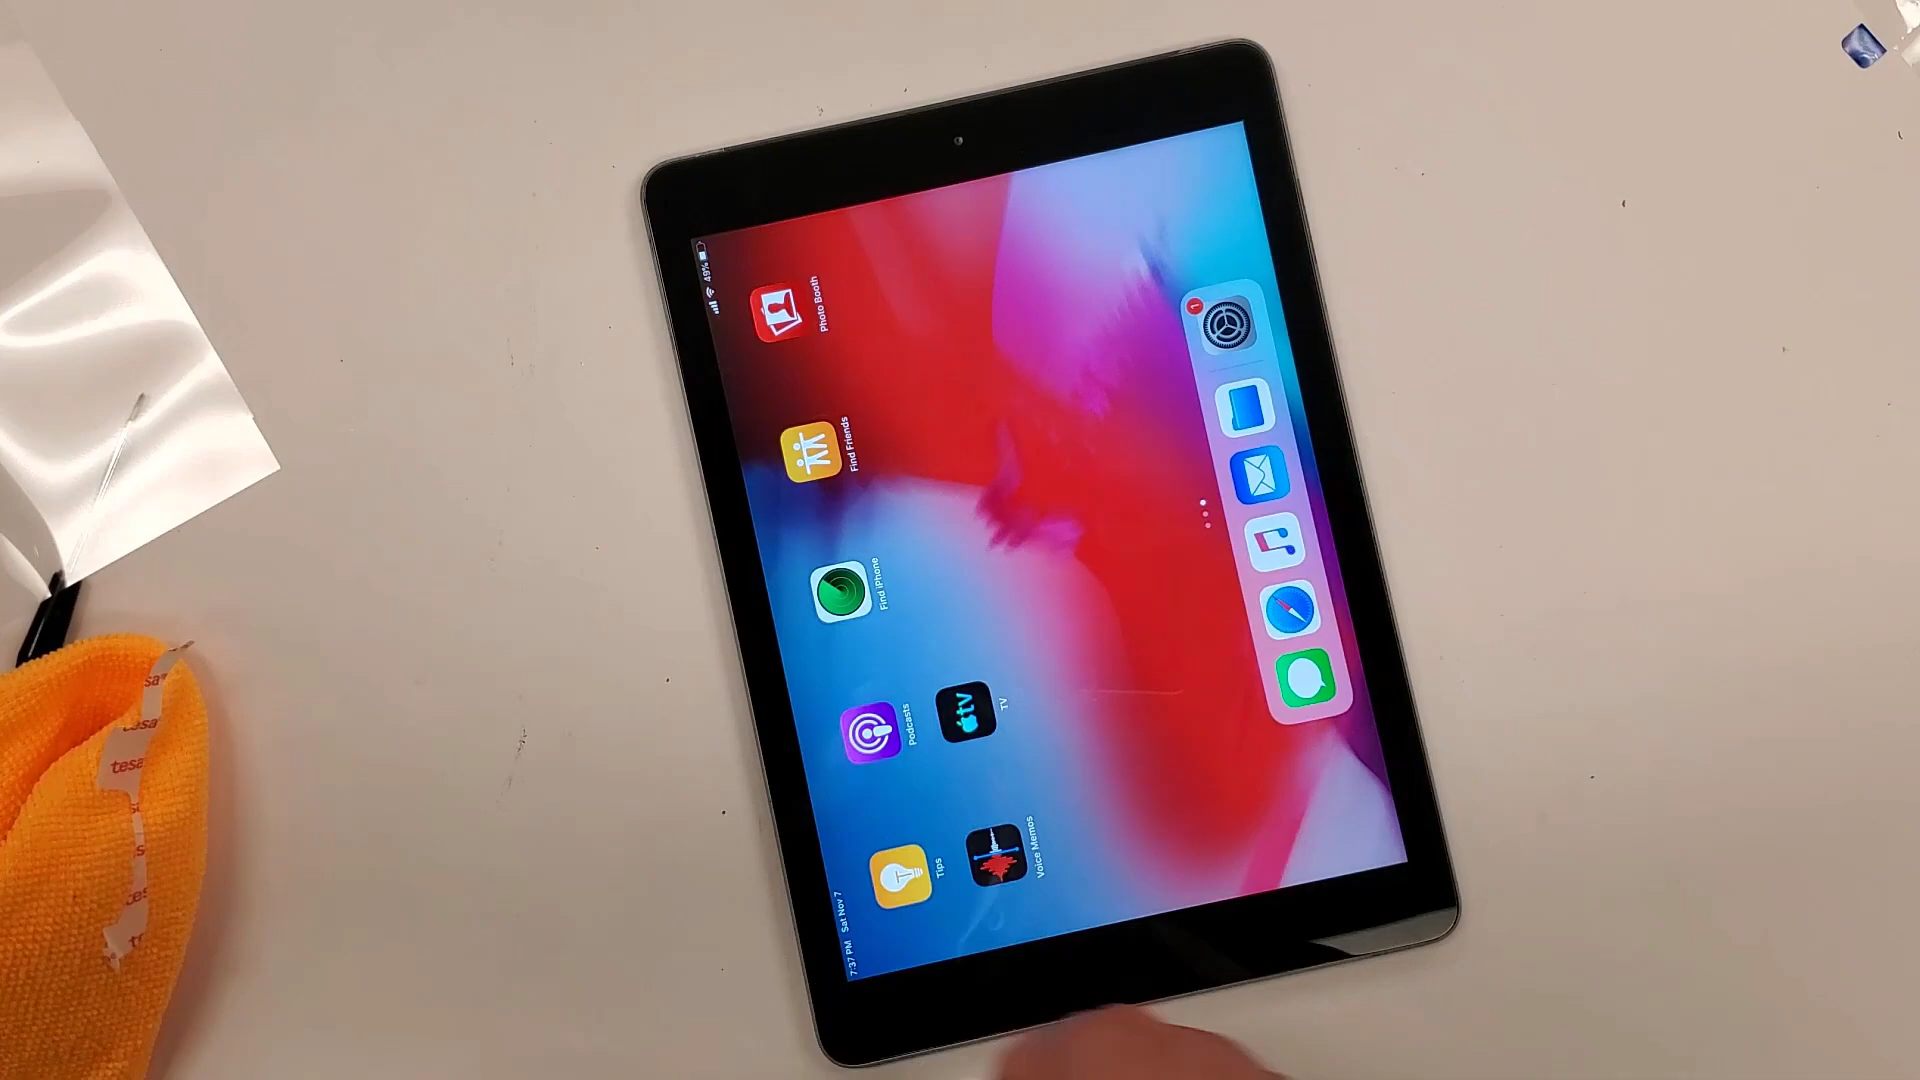 7:37 PM Sat Nov 7
49%
Tips
Podcasts
Find iPhone
Find Friends
Photo Booth
Voice Memos
TV
tv
1
tesa
tesa
tesa